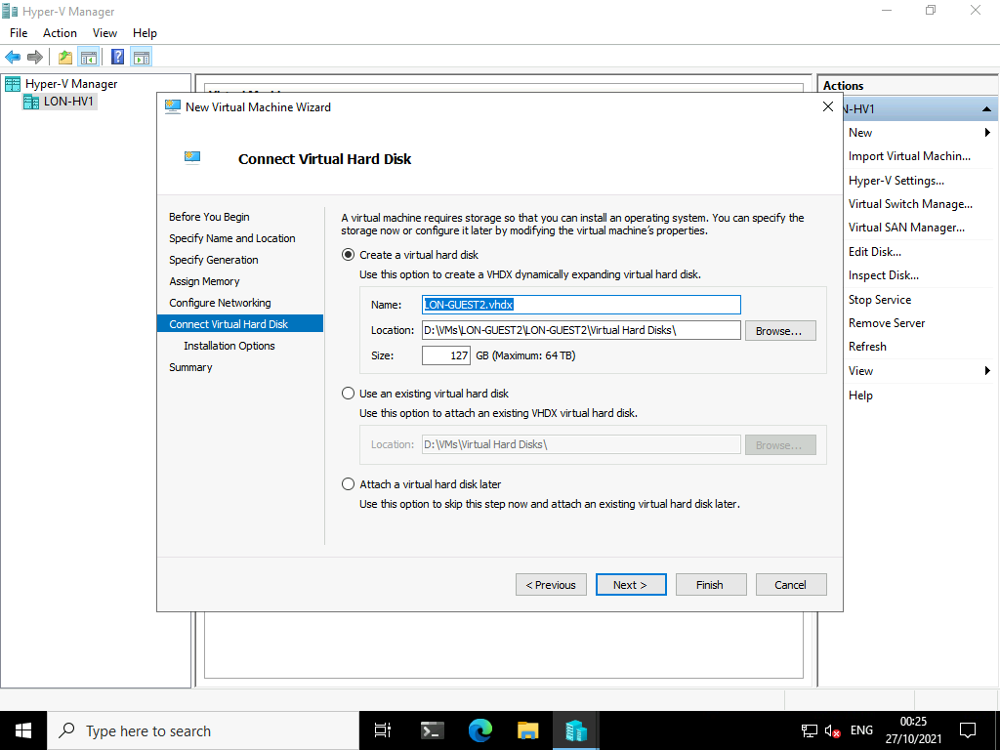 Hyper-V Manager
File Action View Help
Hyper-V Manager
LON-HV1
Actions
N-HV1
New
Import Virtual Machin...
Hyper-V Settings...
Virtual Switch Manage...
Virtual SAN Manager...
Edit Disk...
Inspect Disk...
Stop Service
Remove Server
Refresh
View
Help
New Virtual Machine Wizard
Connect Virtual Hard Disk
Before You Begin
Specify Name and Location
Specify Generation
Assign Memory
Configure Networking
Connect Virtual Hard Disk
Installation Options
Summary
A virtual machine requires storage so that you can install an operating system. You can specify the
storage now or configure it later by modifying the virtual machine's properties.
Create a virtual hard disk
Use this option to create a VHDX dynamically expanding virtual hard disk.
Name: LON-GUEST2.vhdx
Location: D:\VMs\LON-GUEST2\LON-GUEST2\Virtual Hard Disks\ Browse...
Size: 127 GB (Maximum: 64 TB)
Use an existing virtual hard disk
Use this option to attach an existing VHDX virtual hard disk.
Location: D:\VMs\Virtual Hard Disks\ Browse...
Attach a virtual hard disk later
Use this option to skip this step now and attach an existing virtual hard disk later.
< Previous Next > Finish Cancel
Type here to search
ENG
00:25
27/10/2021